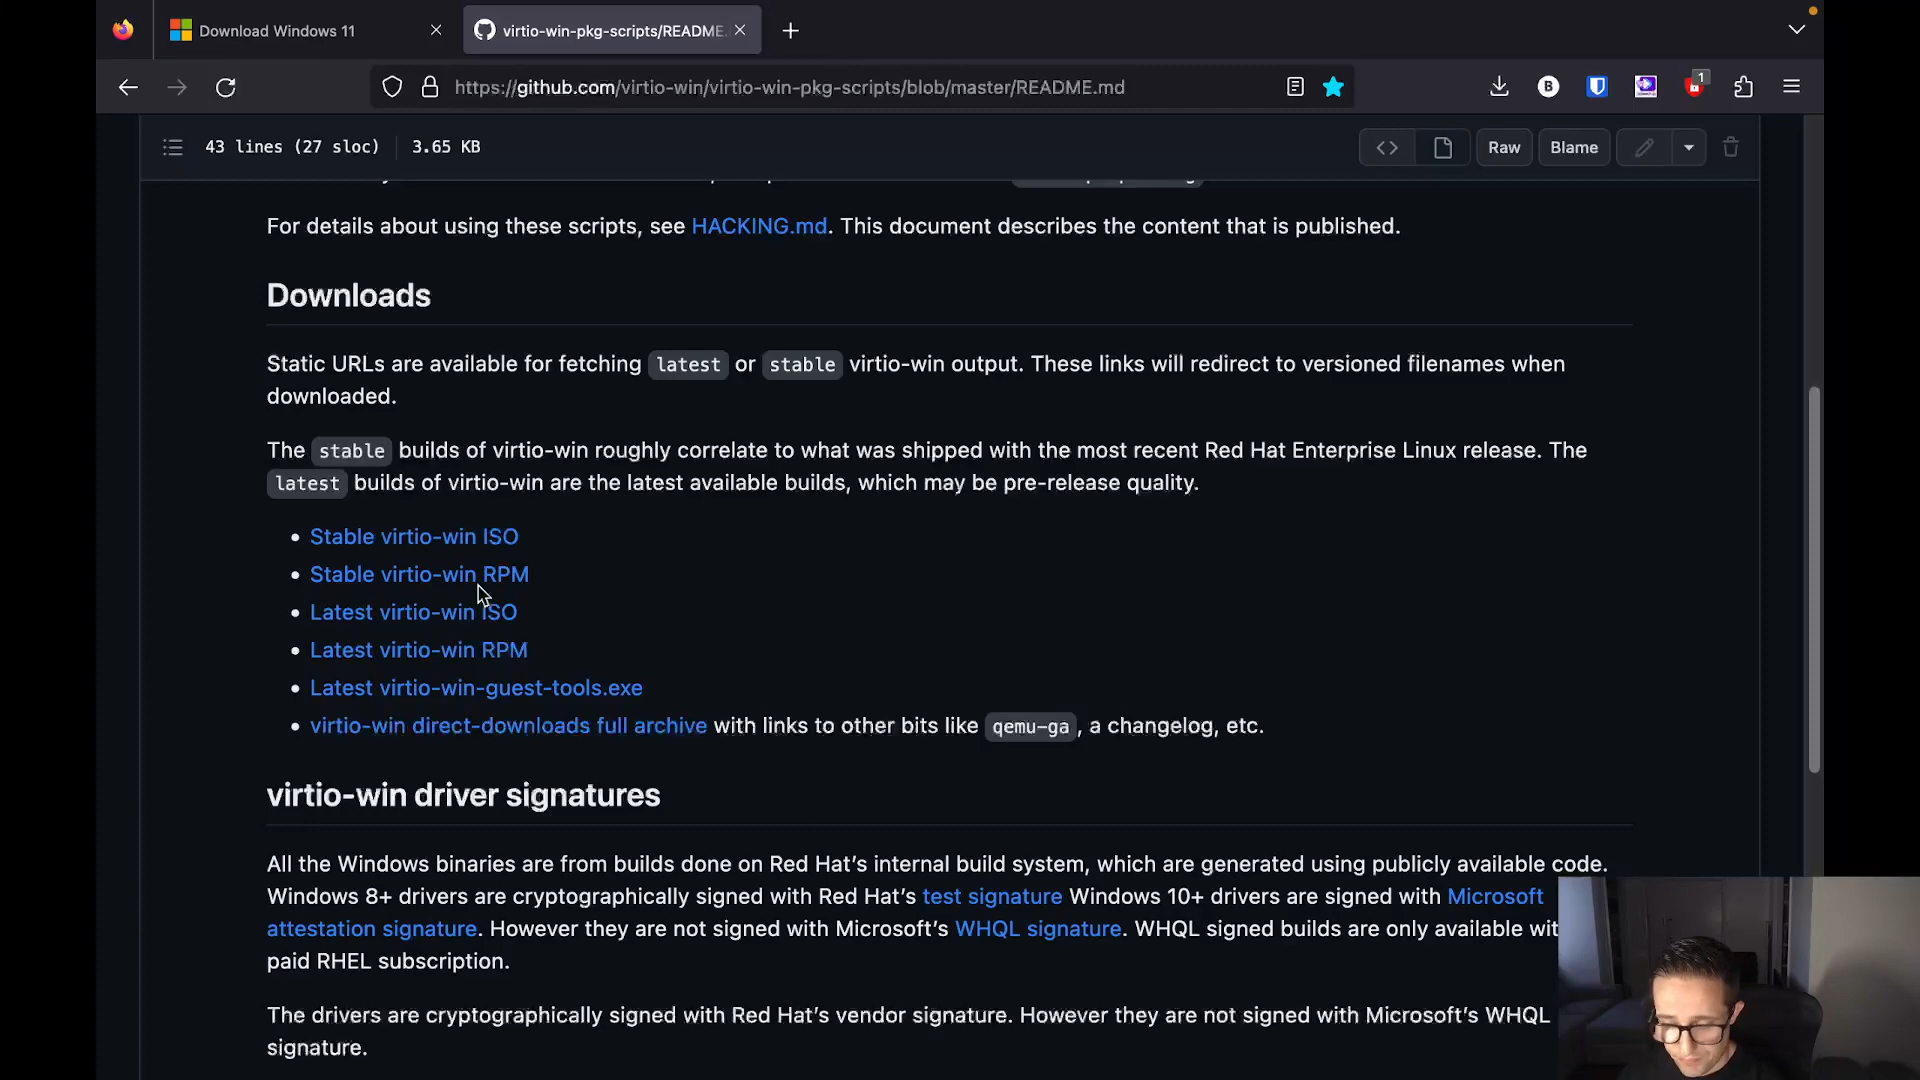 Download Windows 11
virtio-win-pkg-scripts/README.
https://github.com/virtio-win/virtio-win-pkg-scripts/blob/master/README.md
1
43 lines (27 sloc)
3.65 KB
Raw
Blame
For details about using these scripts, see HACKING.md. This document describes the content that is published.
Downloads
Static URLs are available for fetching latest or stable virtio-win output. These links will redirect to versioned filenames when
downloaded.
The stable builds of virtio-win roughly correlate to what was shipped with the most recent Red Hat Enterprise Linux release. The
latest builds of virtio-win are the latest available builds, which may be pre-release quality.
Stable virtio-win ISO
Stable virtio-win RPM
Latest virtio-win ISO
Latest virtio-win RPM
Latest virtio-win-guest-tools.exe
virtio-win direct-downloads full archive with links to other bits like qemu-ga, a changelog, etc.
virtio-win driver signatures
All the Windows binaries are from builds done on Red Hat’s internal build system, which are generated using publicly available code.
Windows 8+ drivers are cryptographically signed with Red Hat’s test signature Windows 10+ drivers are signed with Microsoft
attestation signature. However they are not signed with Microsoft’s WHQL signature. WHQL signed builds are only available wit
paid RHEL subscription.
The drivers are cryptographically signed with Red Hat’s vendor signature. However they are not signed with Microsoft’s WHQL
signature.